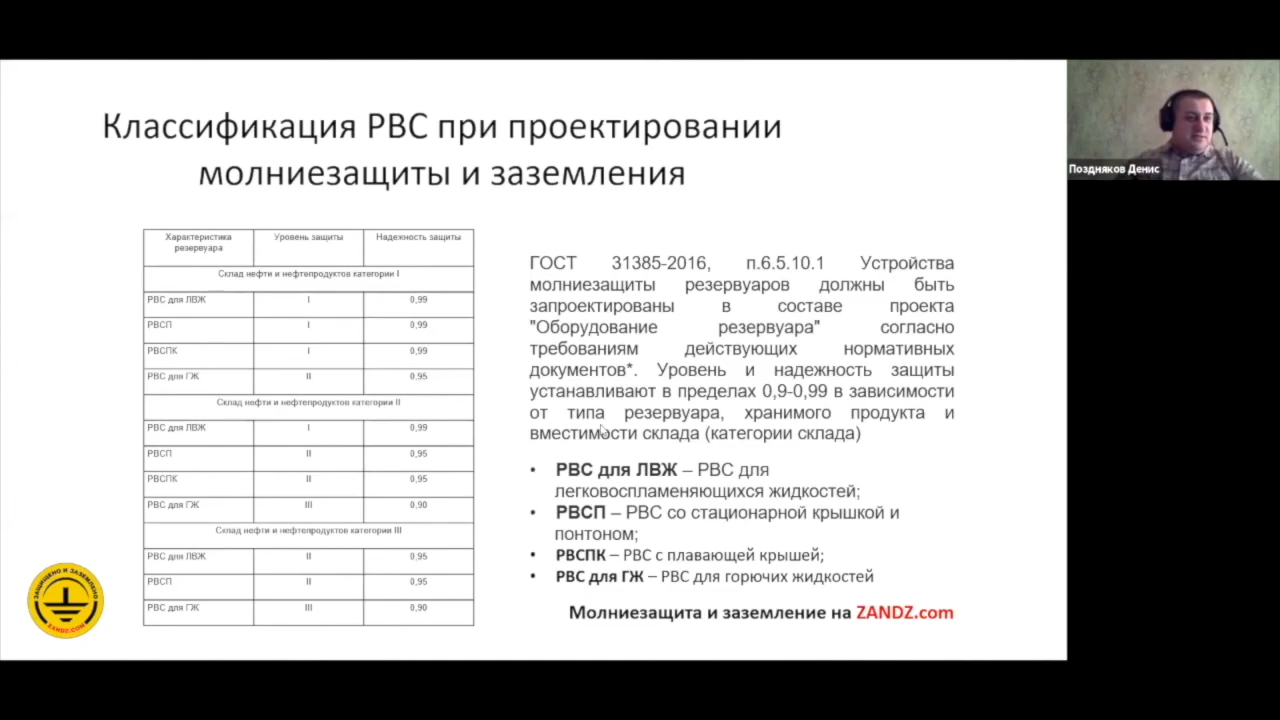 Классификация РВС при проектировании
молниезащиты и заземления
Поздняков Денис
Характеристика резервуара Уровень защиты Надежность защиты
Склад нефти и нефтепродуктов категории I
РВС для ЛВЖ I 0,99
РВСП I 0,99
РВСПК I 0,99
РВС для ГЖ II 0,95
Склад нефти и нефтепродуктов категории II
РВС для ЛВЖ I 0,99
РВСП II 0,95
РВСПК II 0,95
РВС для ГЖ III 0,90
Склад нефти и нефтепродуктов категории III
РВС для ЛВЖ II 0,95
РВСП II 0,95
РВС для ГЖ III 0,90
ГОСТ 31385-2016, п.6.5.10.1 Устройства
молниезащиты резервуаров должны быть
запроектированы в составе проекта
"Оборудование резервуара" согласно
требованиям действующих нормативных
документов*. Уровень и надежность защиты
устанавливают в пределах 0,9-0,99 в зависимости
от типа резервуара, хранимого продукта и
вместимости склада (категории склада)
• РВС для ЛВЖ – РВС для
легковоспламеняющихся жидкостей;
• РВСП – РВС со стационарной крышкой и
понтоном;
• РВСПК – РВС с плавающей крышей;
• РВС для ГЖ – РВС для горючих жидкостей
Молниезащита и заземление на ZANDZ.com
ЗАЩИЩЕНО И ЗАЗЕМЛЕНО
ZANDZ.COM